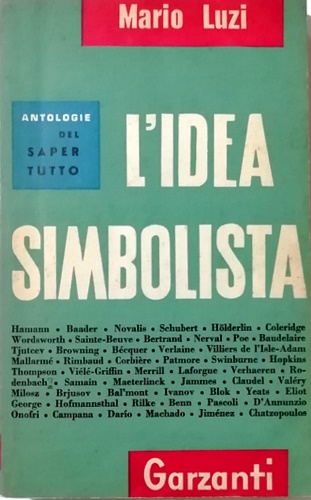 Mario Luzi
ANTOLOGIE
DEL
SAPER
TUTTO
L'IDEA
SIMBOLISTA
Hamann • Baader • Novalis • Schubert • Hölderlin • Coleridge
Wordsworth • Sainte-Beuve • Bertrand • Nerval • Poe • Baudelaire
Tjutcev • Browning • Bécquer • Verlaine • Villiers de l'Isle-Adam
Mallarmé • Rimbaud • Corbière • Patmore • Swinburne • Hopkins
Thompson • Viélé-Griffin • Merrill • Laforgue • Verhaeren • Ro-
denbach • Samain • Maeterlinck • Jammes • Claudel • Valéry
Milosz • Brjusov • Bal'mont • Ivanov • Blok • Yeats • Eliot
George • Hofmannsthal • Rilke • Benn • Pascoli • D'Annunzio
Onofri • Campana • Darío • Machado • Jiménez • Chatzopoulos
Garzanti